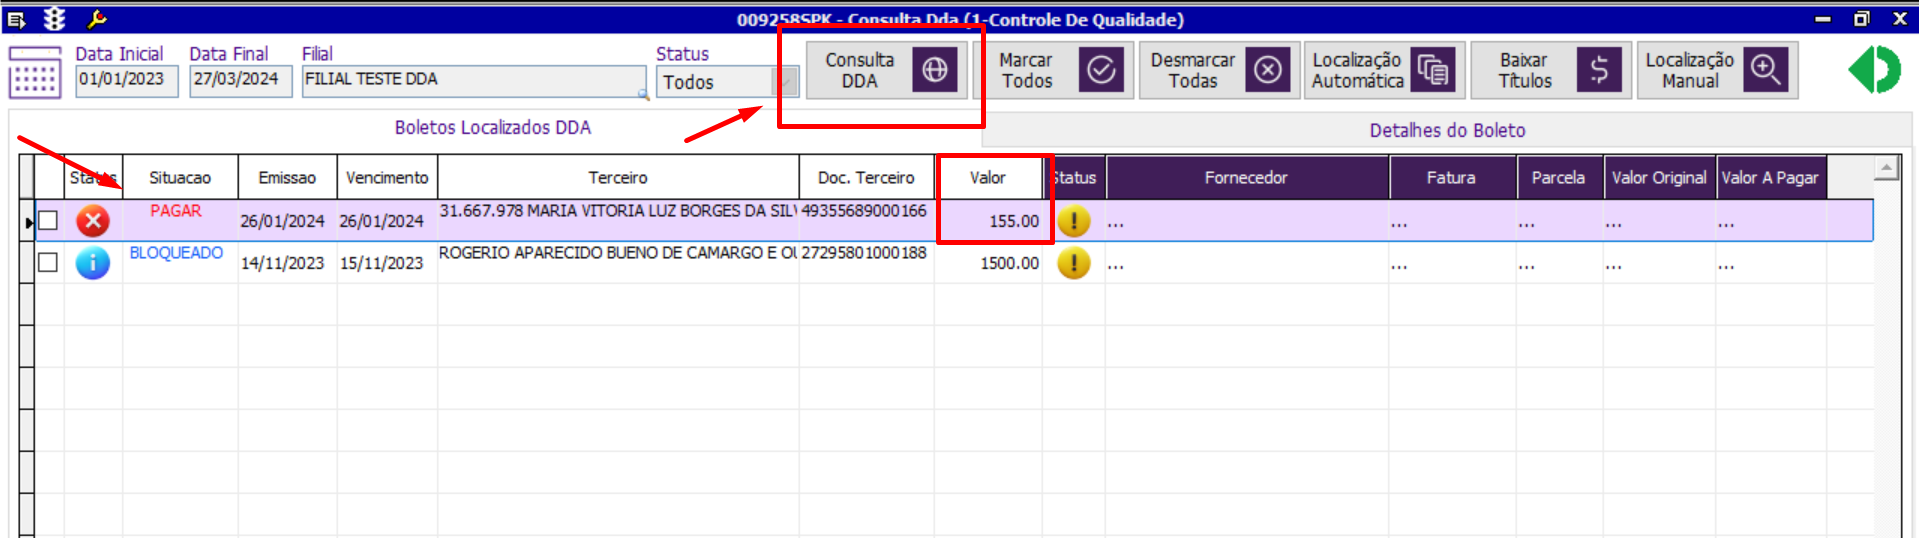 009258SPK - Consulta Dda (1-Controle De Qualidade)
Data Inicial Data Final Filial Status
01/01/2023 27/03/2024 FILIAL TESTE DDA Todos
Consulta DDA
Marcar Todos
Desmarcar Todas
Localização Automática
Baixar Títulos
Localização Manual
Boletos Localizados DDA Detalhes do Boleto
Status Situacao Emissao Vencimento Terceiro Doc. Terceiro Valor Status Fornecedor Fatura Parcela Valor Original Valor A Pagar
PAGAR 26/01/2024 26/01/2024 31.667.978 MARIA VITORIA LUZ BORGES DA SIL 49355689000166 155.00 ! ... ... ... ... ...
BLOQUEADO 14/11/2023 15/11/2023 ROGERIO APARECIDO BUENO DE CAMARGO E OU 27295801000188 1500.00 ! ... ... ... ... ...